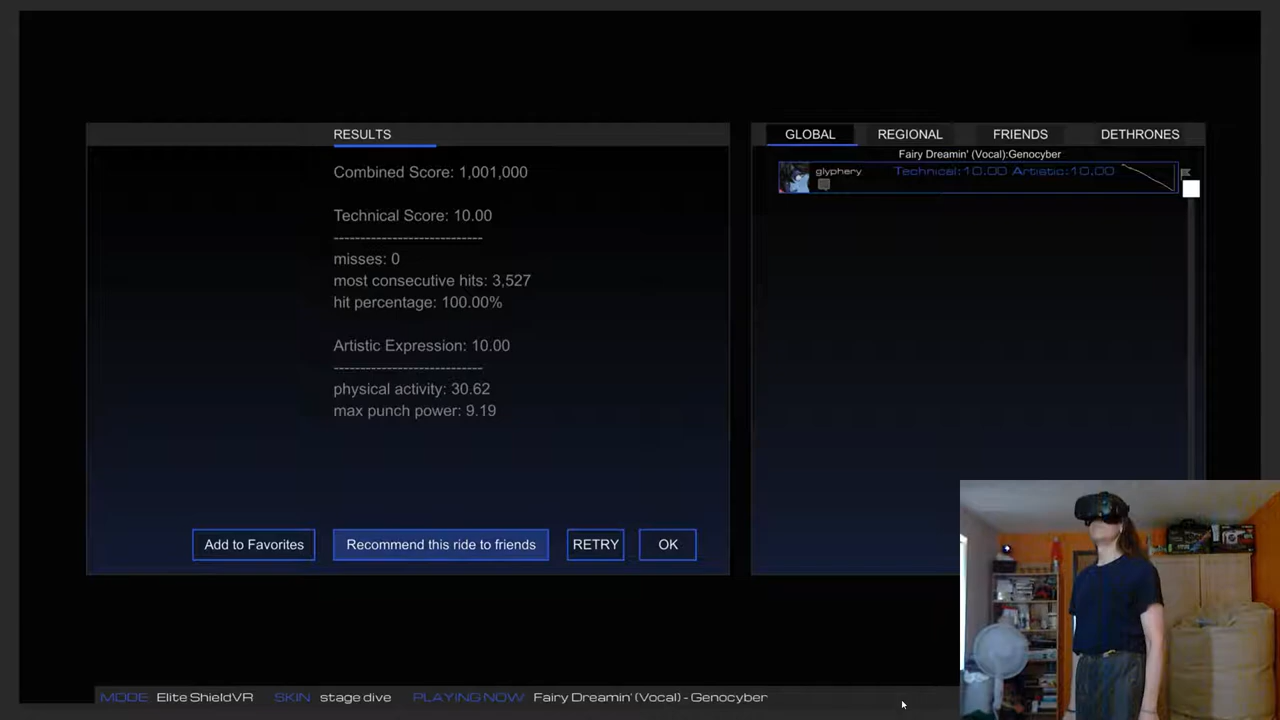 RESULTS
Combined Score: 1,001,000
Technical Score: 10.00
----------------------------
misses: 0
most consecutive hits: 3,527
hit percentage: 100.00%
Artistic Expression: 10.00
----------------------------
physical activity: 30.62
max punch power: 9.19
Add to Favorites
Recommend this ride to friends
RETRY
OK
GLOBAL REGIONAL FRIENDS DETHRONES
Fairy Dreamin' (Vocal):Genocyber
glyphery Technical:10.00 Artistic:10.00
MODE Elite ShieldVR SKIN stage dive PLAYING NOW Fairy Dreamin' (Vocal) - Genocyber